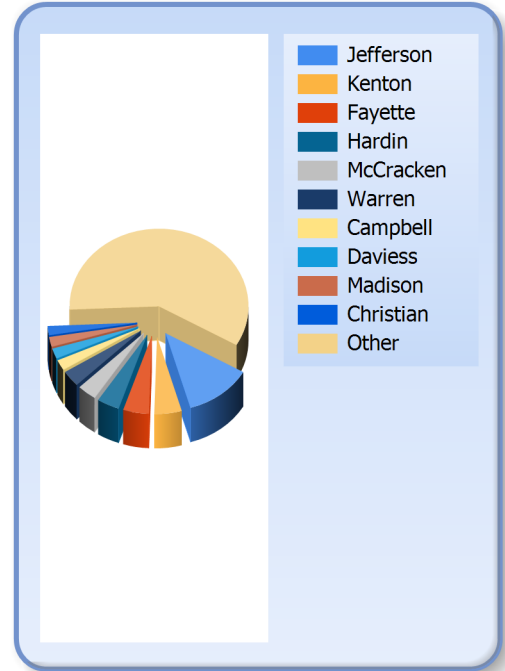 Jefferson
Kenton
Fayette
Hardin
McCracken
Warren
Campbell
Daviess
Madison
Christian
Other